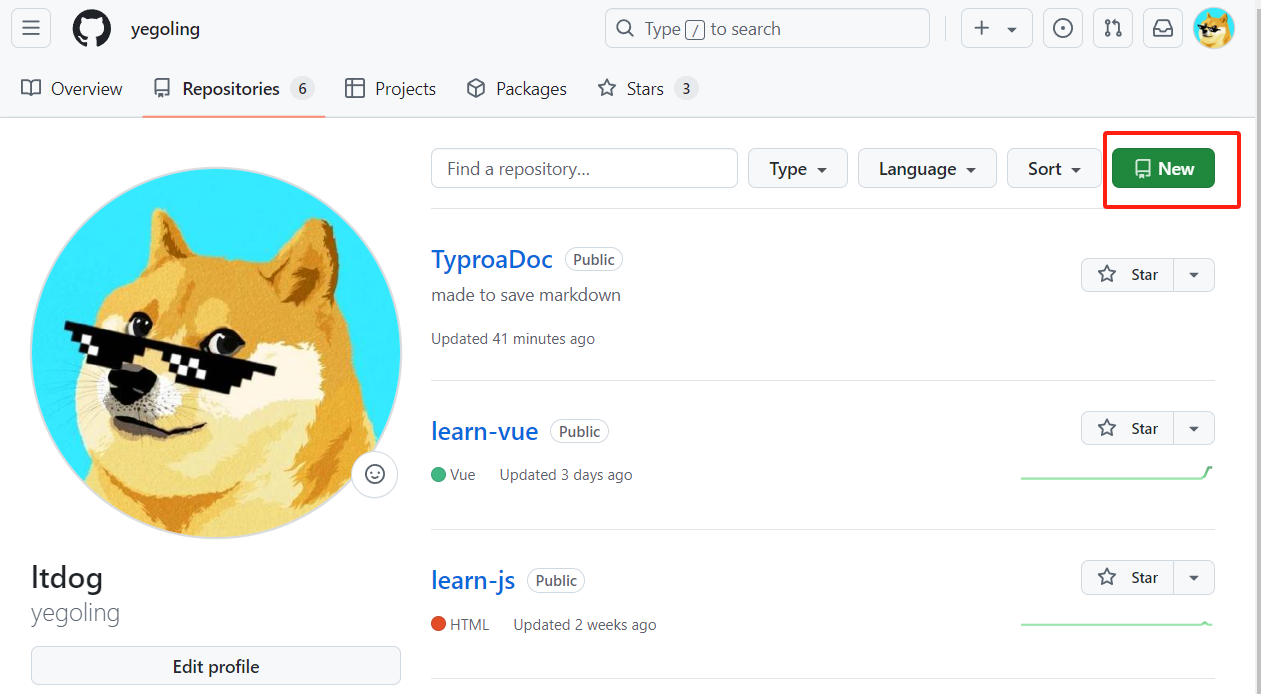 yegoling
Type / to search
Overview
Repositories 6
Projects
Packages
Stars 3
Find a repository...
Type
Language
Sort
New
TyproaDoc Public
Star
made to save markdown
Updated 41 minutes ago
learn-vue Public
Star
Vue Updated 3 days ago
learn-js Public
Star
HTML Updated 2 weeks ago
ltdog
yegoling
Edit profile